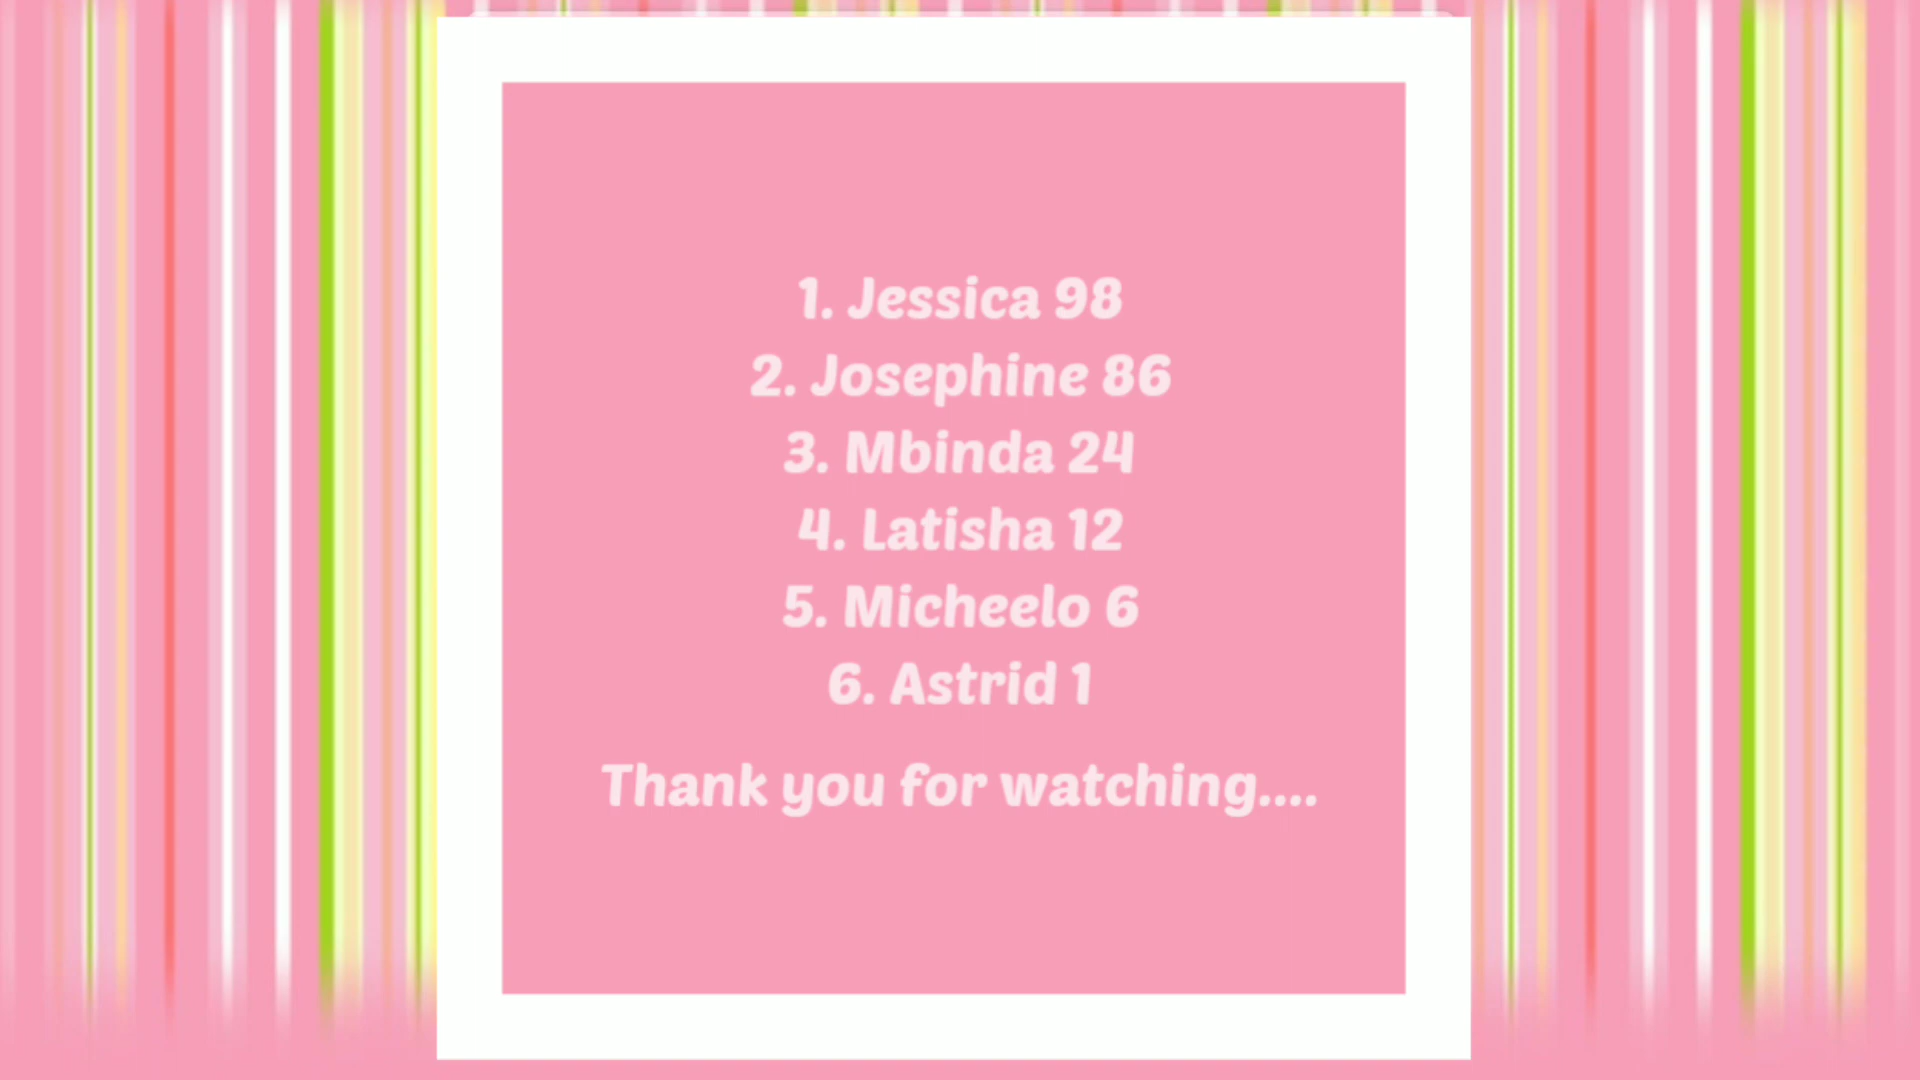 1. Jessica 98
2. Josephine 86
3. Mbinda 24
4. Latisha 12
5. Micheelo 6
6. Astrid 1
Thank you for watching....